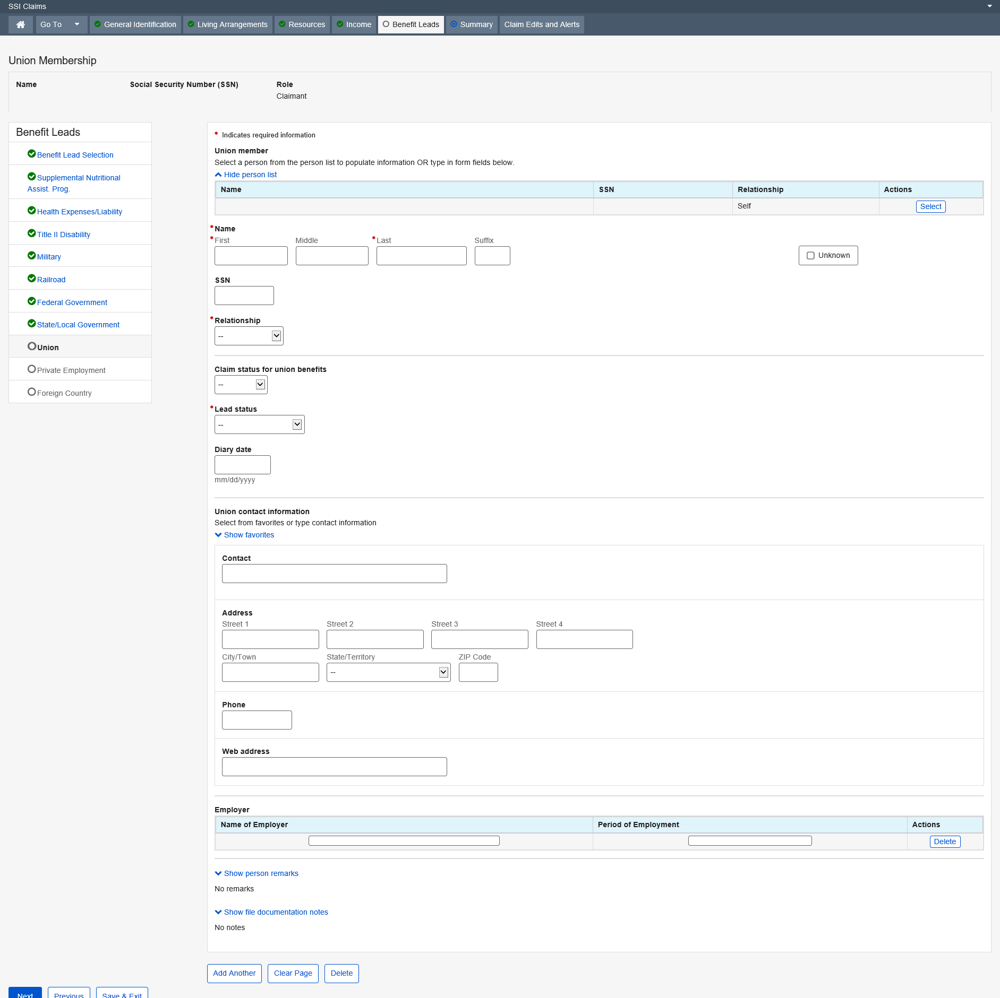 SSI Claims
Go To General Identification Living Arrangements Resources Income Benefit Leads Summary Claim Edits and Alerts
Union Membership
Name Social Security Number (SSN) Role
Claimant
Benefit Leads
Benefit Lead Selection
Supplemental Nutritional
Assist. Prog.
Health Expenses/Liability
Title II Disability
Military
Railroad
Federal Government
State/Local Government
Union
Private Employment
Foreign Country
* Indicates required information
Union member
Select a person from the person list to populate information OR type in form fields below.
Hide person list
Name SSN Relationship Actions
Self Select
* Name
* First Middle * Last Suffix
Unknown
SSN
* Relationship
--
Claim status for union benefits
--
* Lead status
--
Diary date
mm/dd/yyyy
Union contact information
Select from favorites or type contact information
Show favorites
Contact
Address
Street 1 Street 2 Street 3 Street 4
City/Town State/Territory ZIP Code
--
Phone
Web address
Employer
Name of Employer Period of Employment Actions
Delete
Show person remarks
No remarks
Show file documentation notes
No notes
Add Another Clear Page Delete
Next Previous Save & Exit